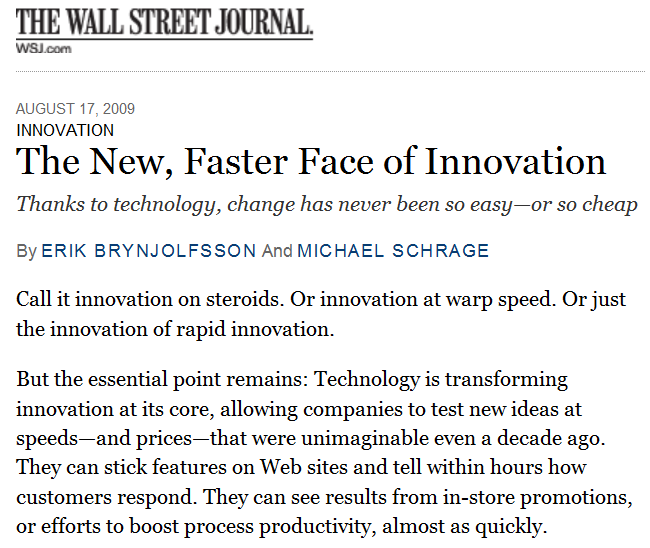 THE WALL STREET JOURNAL.
WSJ.com
AUGUST 17, 2009
INNOVATION
The New, Faster Face of Innovation
Thanks to technology, change has never been so easy—or so cheap
By ERIK BRYNJOLFSSON And MICHAEL SCHRAGE
Call it innovation on steroids. Or innovation at warp speed. Or just
the innovation of rapid innovation.
But the essential point remains: Technology is transforming
innovation at its core, allowing companies to test new ideas at
speeds—and prices—that were unimaginable even a decade ago.
They can stick features on Web sites and tell within hours how
customers respond. They can see results from in-store promotions,
or efforts to boost process productivity, almost as quickly.